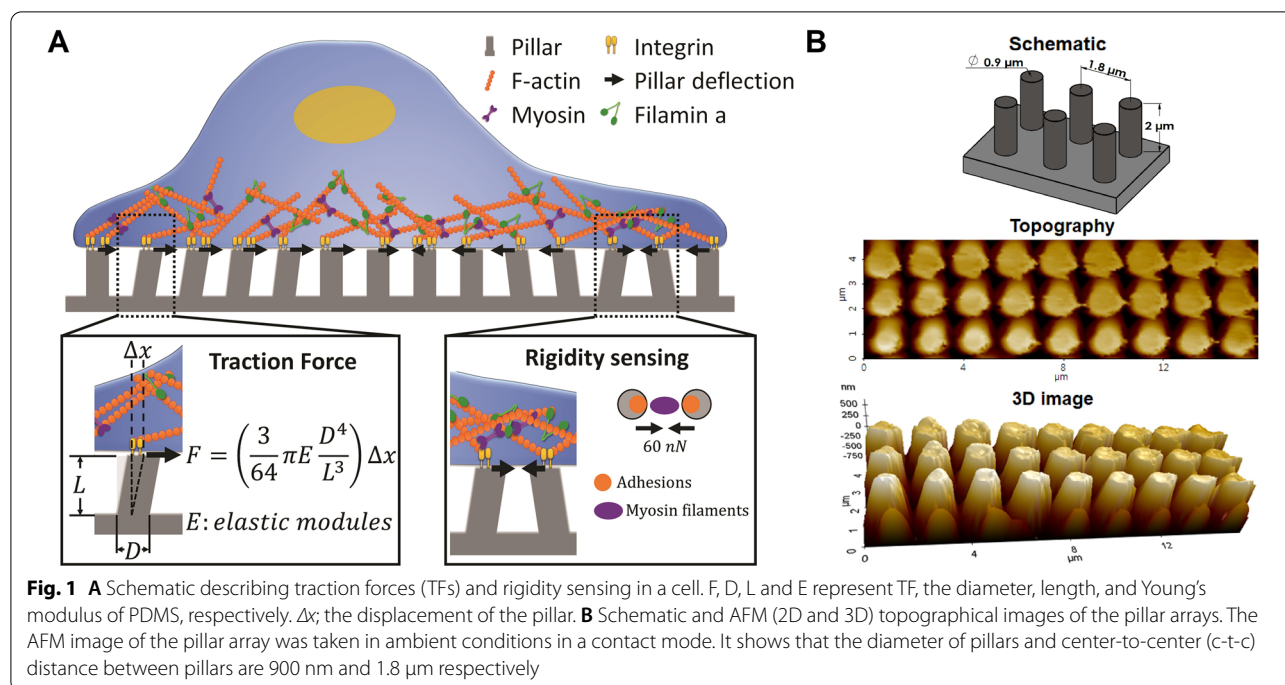 A
Pillar
Integrin
F-actin
Pillar deflection
Myosin
Filamin a
Δx
Traction Force
F = (3/64 πE D⁴/L³) Δx
L
E: elastic modules
D
Rigidity sensing
60 nN
Adhesions
Myosin filaments
B
Schematic
∅ 0.9 µm
1.8 µm
2 µm
Topography
4
3
2
1
0
µm
0
4
8
12
µm
3D image
nm
500
250
0
-250
-500
-750
4
3
2
1
0
µm
0
4
8
12
µm
Fig. 1 A Schematic describing traction forces (TFs) and rigidity sensing in a cell. F, D, L and E represent TF, the diameter, length, and Young's
modulus of PDMS, respectively. Δx; the displacement of the pillar. B Schematic and AFM (2D and 3D) topographical images of the pillar arrays. The
AFM image of the pillar array was taken in ambient conditions in a contact mode. It shows that the diameter of pillars and center-to-center (c-t-c)
distance between pillars are 900 nm and 1.8 µm respectively